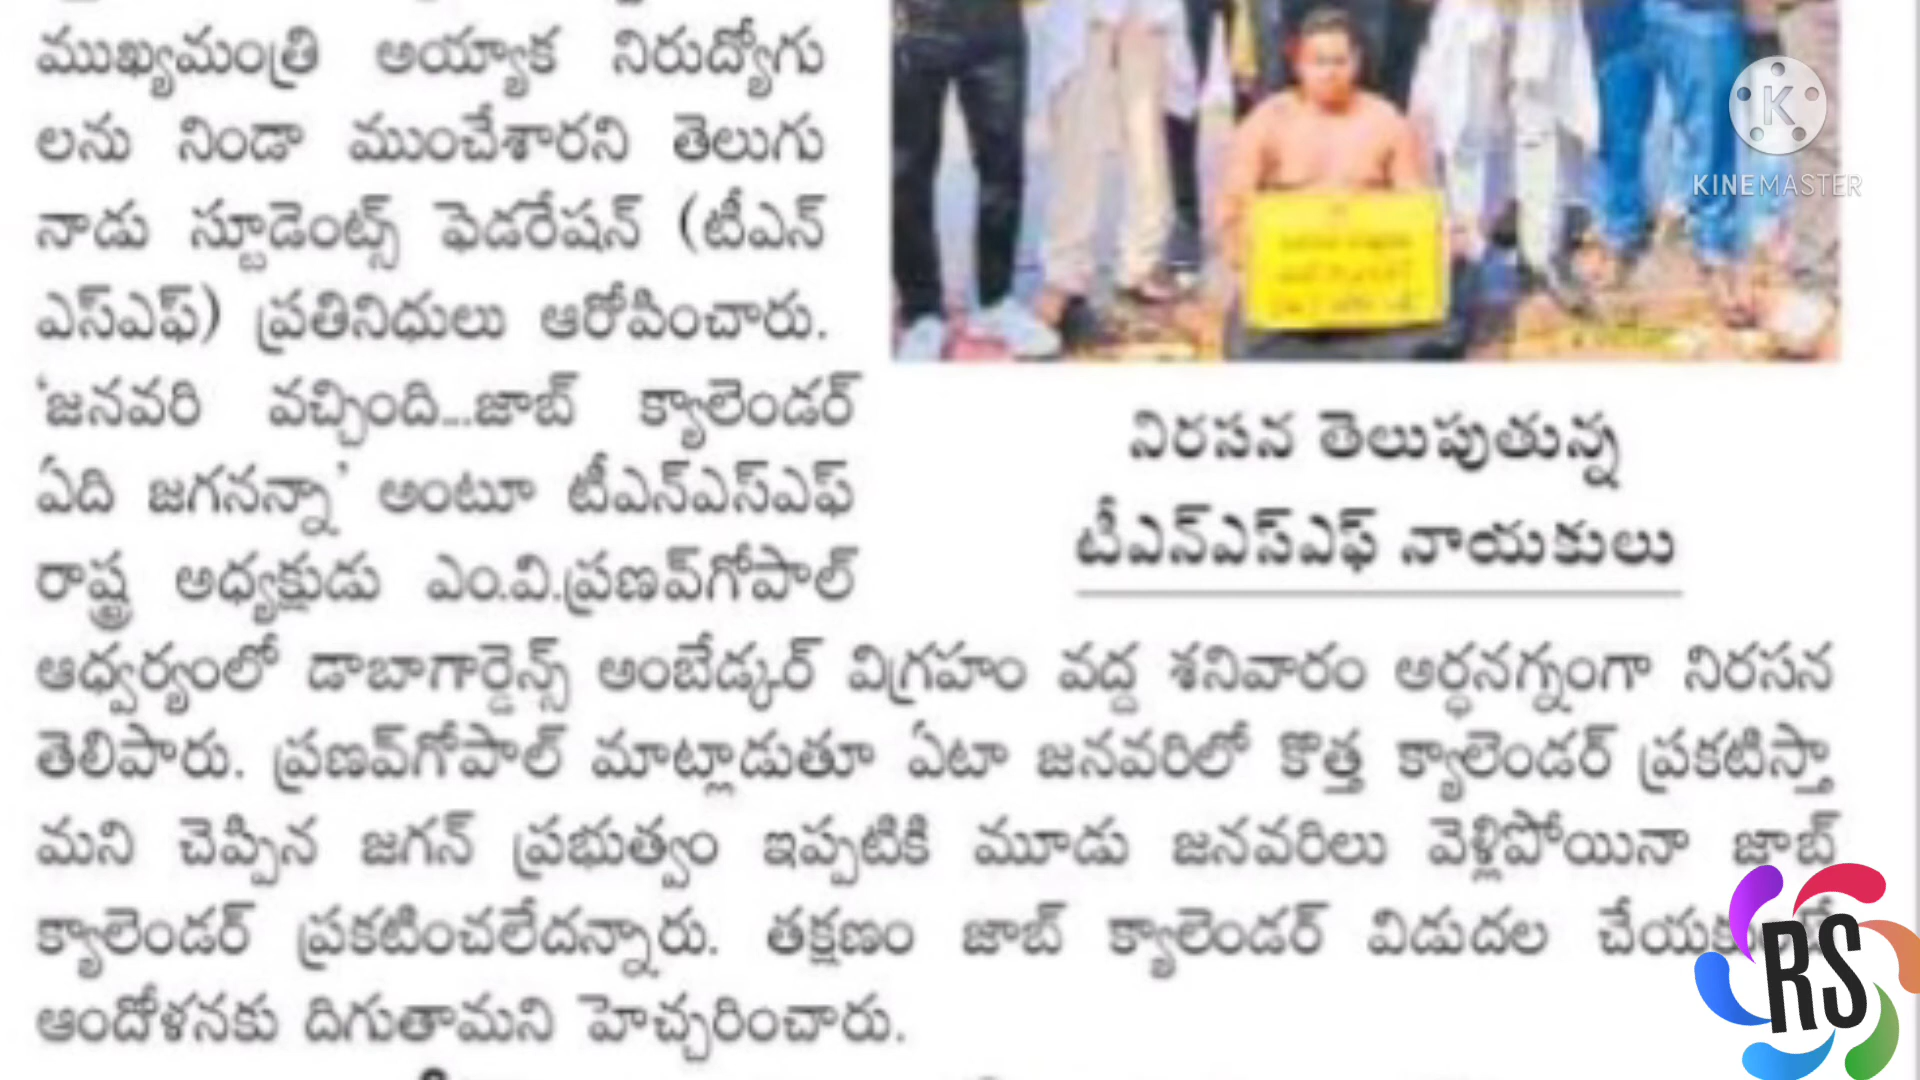 ముఖ్యమంత్రి అయ్యాక నిరుద్యోగు
లను నిండా ముంచేశారని తెలుగు
నాడు స్టూడెంట్స్ ఫెడరేషన్ (టీఎన్
ఎస్ఎఫ్) ప్రతినిధులు ఆరోపించారు.
'జనవరి వచ్చింది...జాబ్ క్యాలెండర్
ఏది జగనన్నా' అంటూ టీఎన్ఎస్ఎఫ్
రాష్ట్ర అధ్యక్షుడు ఎం.వి.ప్రణవ్‌గోపాల్
ఆధ్వర్యంలో డాబాగార్డెన్స్ అంబేడ్కర్ విగ్రహం వద్ద శనివారం అర్ధనగ్నంగా నిరసన
తెలిపారు. ప్రణవ్‌గోపాల్ మాట్లాడుతూ ఏటా జనవరిలో కొత్త క్యాలెండర్ ప్రకటిస్తా
మని చెప్పిన జగన్ ప్రభుత్వం ఇప్పటికి మూడు జనవరిలు వెళ్లిపోయినా జాబ్
క్యాలెండర్ ప్రకటించలేదన్నారు. తక్షణం జాబ్ క్యాలెండర్ విడుదల
ఆందోళనకు దిగుతామని హెచ్చరించారు.
నిరసన తెలుపుతున్న
టీఎన్ఎస్ఎఫ్ నాయకులు
K
KINEMASTER
RS